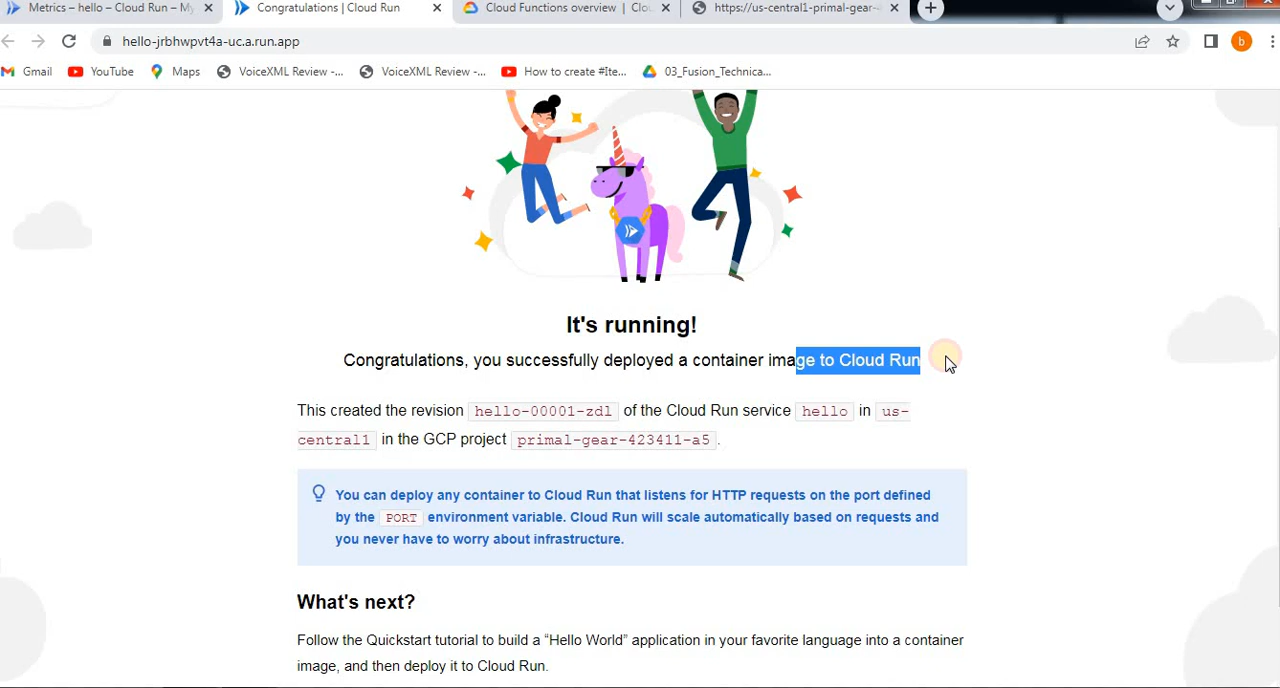 Metrics – hello – Cloud Run – My
Congratulations | Cloud Run
Cloud Functions overview | Clou
https://us-central1-primal-gear-
hello-jrbhwpvt4a-uc.a.run.app
b
Gmail
YouTube
Maps
VoiceXML Review -...
VoiceXML Review -...
How to create #Ite...
03_Fusion_Technica...
It's running!
Congratulations, you successfully deployed a container image to Cloud Run
This created the revision hello-00001-zdl of the Cloud Run service hello in us-
central1 in the GCP project primal-gear-423411-a5.
You can deploy any container to Cloud Run that listens for HTTP requests on the port defined
by the PORT environment variable. Cloud Run will scale automatically based on requests and
you never have to worry about infrastructure.
What's next?
Follow the Quickstart tutorial to build a “Hello World” application in your favorite language into a container
image, and then deploy it to Cloud Run.